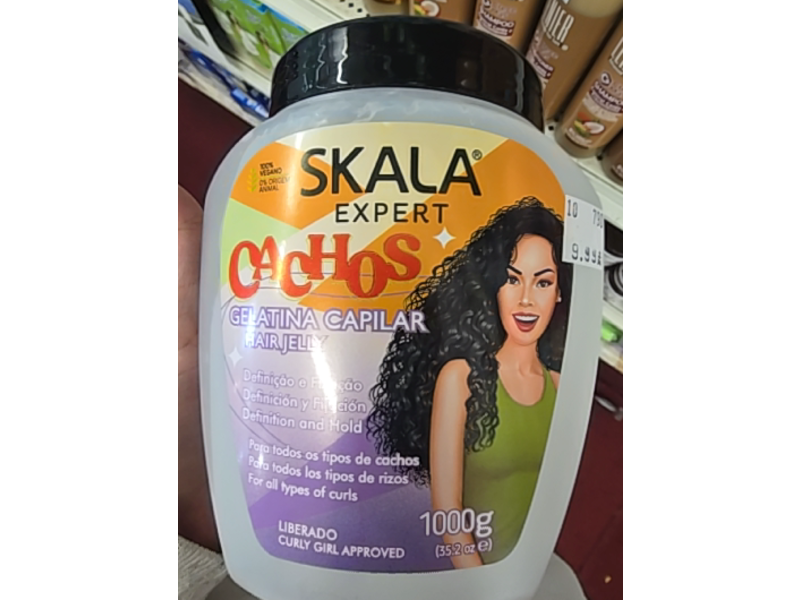 100%
VEGANO
0% ORIGEM
ANIMAL
SKALA®
EXPERT
CACHOS
GELATINA CAPILAR
HAIR JELLY
Definição e Fixação
Definición y Fijación
Definition and Hold
Para todos os tipos de cachos
Para todos los tipos de rizos
For all types of curls
LIBERADO
CURLY GIRL APPROVED
1000g
(35.2 oz e)
10 730
9.99